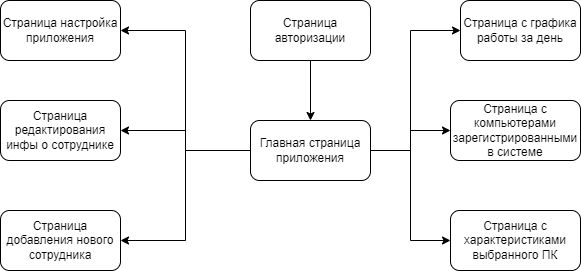 Страница настройка
приложения
Страница
авторизации
Страница с графика
работы за день
Страница
редактирования
инфы о сотруднике
Главная страница
приложения
Страница с
компьютерами
зарегистрированными
в системе
Страница
добавления нового
сотрудника
Страница с
характеристиками
выбранного ПК